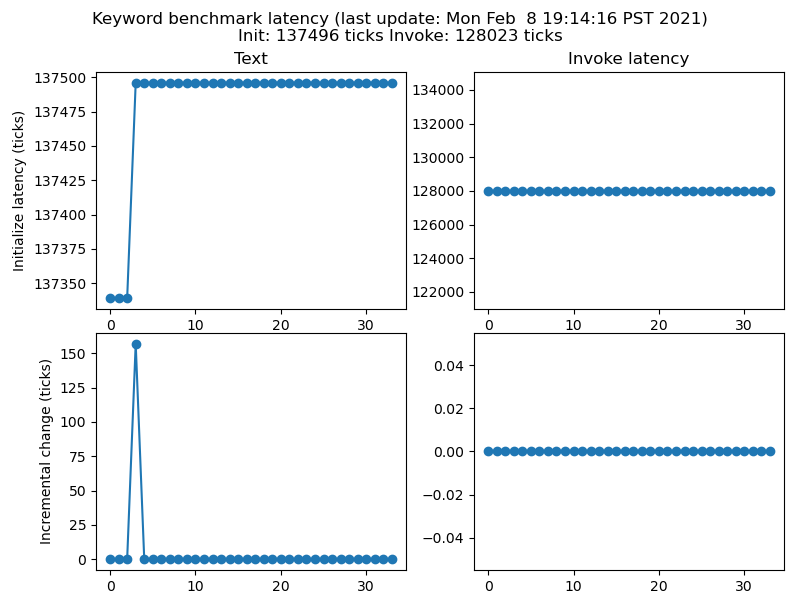 Keyword benchmark latency (last update: Mon Feb  8 19:14:16 PST 2021)
Init: 137496 ticks Invoke: 128023 ticks
Text
Initialize latency (ticks)
137500
137475
137450
137425
137400
137375
137350
0 10 20 30
Invoke latency
134000
132000
130000
128000
126000
124000
122000
0 10 20 30
Incremental change (ticks)
150
125
100
75
50
25
0
0 10 20 30
0.04
0.02
0.00
−0.02
−0.04
0 10 20 30